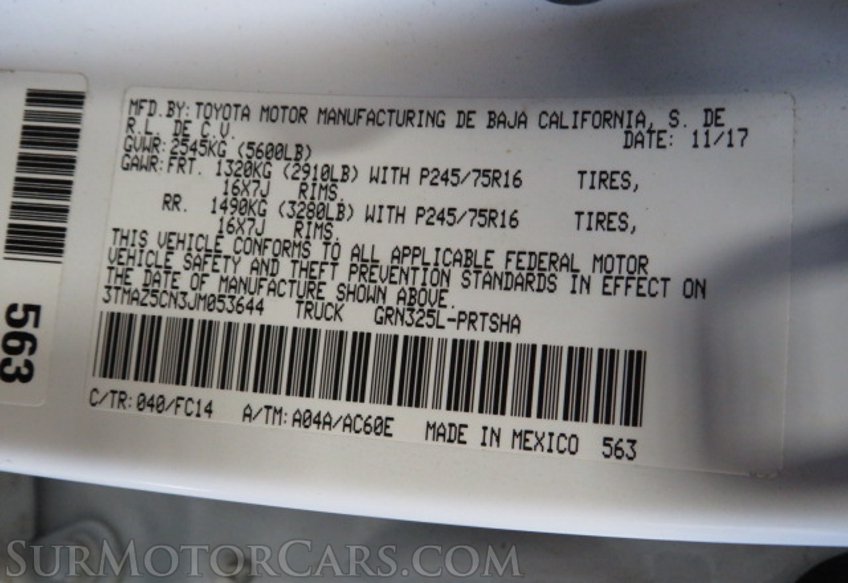 MFD.BY: TOYOTA MOTOR MANUFACTURING DE BAJA CALIFORNIA, S. DE
R.L. DE C.V. DATE: 11/17
GVWR: 2545KG (5600LB)
GAWR: FRT. 1320KG (2910LB) WITH P245/75R16 TIRES,
16X7J RIMS,
RR. 1490KG (3280LB) WITH P245/75R16 TIRES,
16X7J RIMS.
THIS VEHICLE CONFORMS TO ALL APPLICABLE FEDERAL MOTOR
VEHICLE SAFETY AND THEFT PREVENTION STANDARDS IN EFFECT ON
THE DATE OF MANUFACTURE SHOWN ABOVE.
3TMAZ5CN3JM053644 TRUCK GRN325L-PRTSHA
C/TR: 040/FC14 A/TM: A04A/AC60E MADE IN MEXICO 563
563
SURMOTORCARS.COM